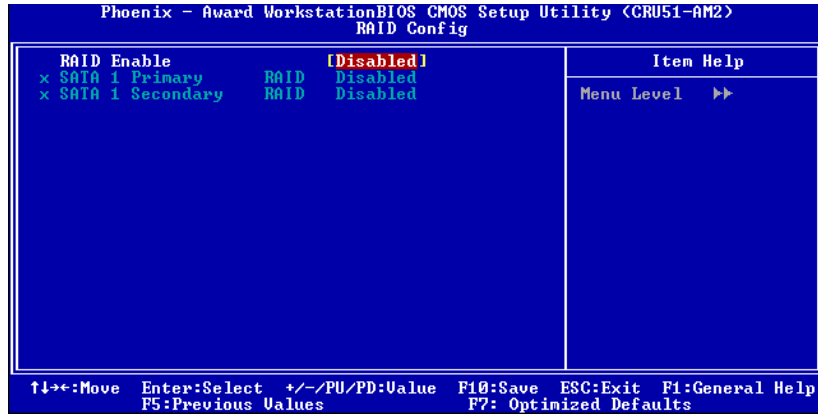 Phoenix - Award WorkstationBIOS CMOS Setup Utility (CRU51-AM2)
RAID Config
RAID Enable [Disabled]
x SATA 1 Primary RAID Disabled
x SATA 1 Secondary RAID Disabled
Item Help
Menu Level ▶▶
↑↓→←:Move Enter:Select +/-/PU/PD:Value F10:Save ESC:Exit F1:General Help
F5:Previous Values F7: Optimized Defaults